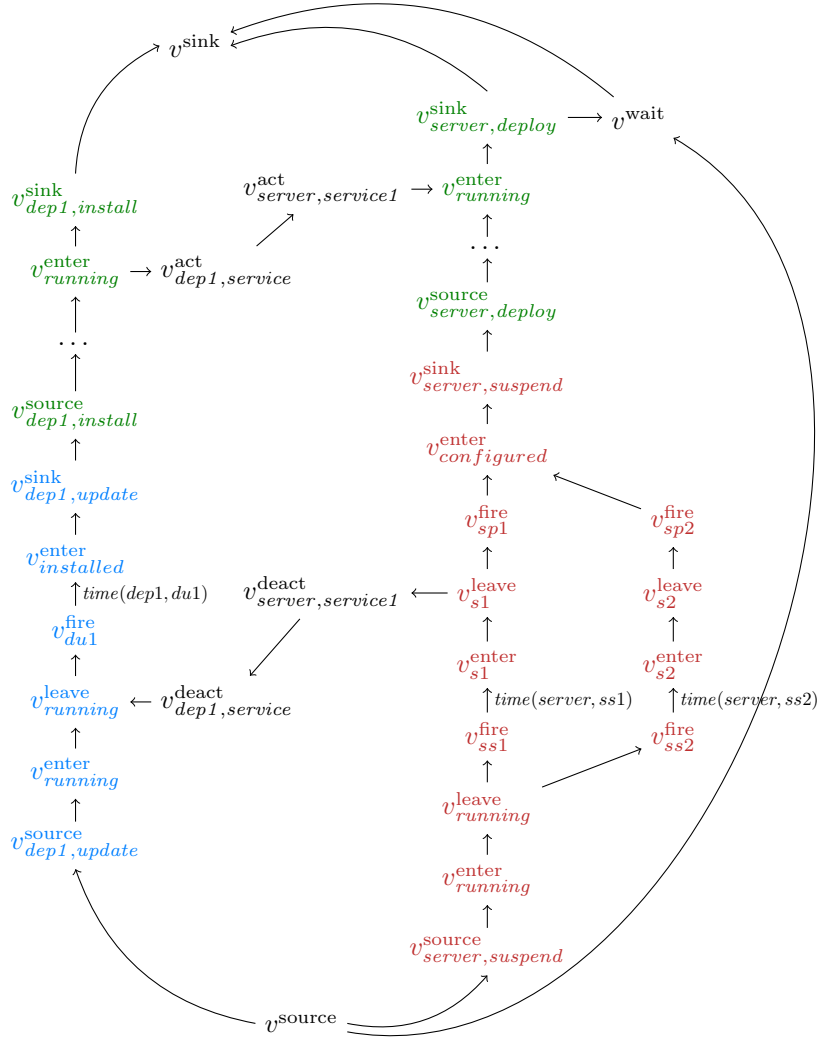 v^sink
v^sink_server,deploy
v^wait
v^sink_dep1,install
v^act_server,service1
v^enter_running
v^enter_running
v^act_dep1,service
...
...
v^source_server,deploy
v^sink_server,suspend
v^source_dep1,install
v^enter_configured
v^sink_dep1,update
v^fire_sp1
v^fire_sp2
v^enter_installed
time(dep1,du1)
v^deact_server,service1
v^leave_s1
v^leave_s2
v^fire_du1
v^enter_s1
v^enter_s2
v^leave_running
v^deact_dep1,service
time(server,ss1)
time(server,ss2)
v^fire_ss1
v^fire_ss2
v^enter_running
v^leave_running
v^source_dep1,update
v^enter_running
v^source_server,suspend
v^source